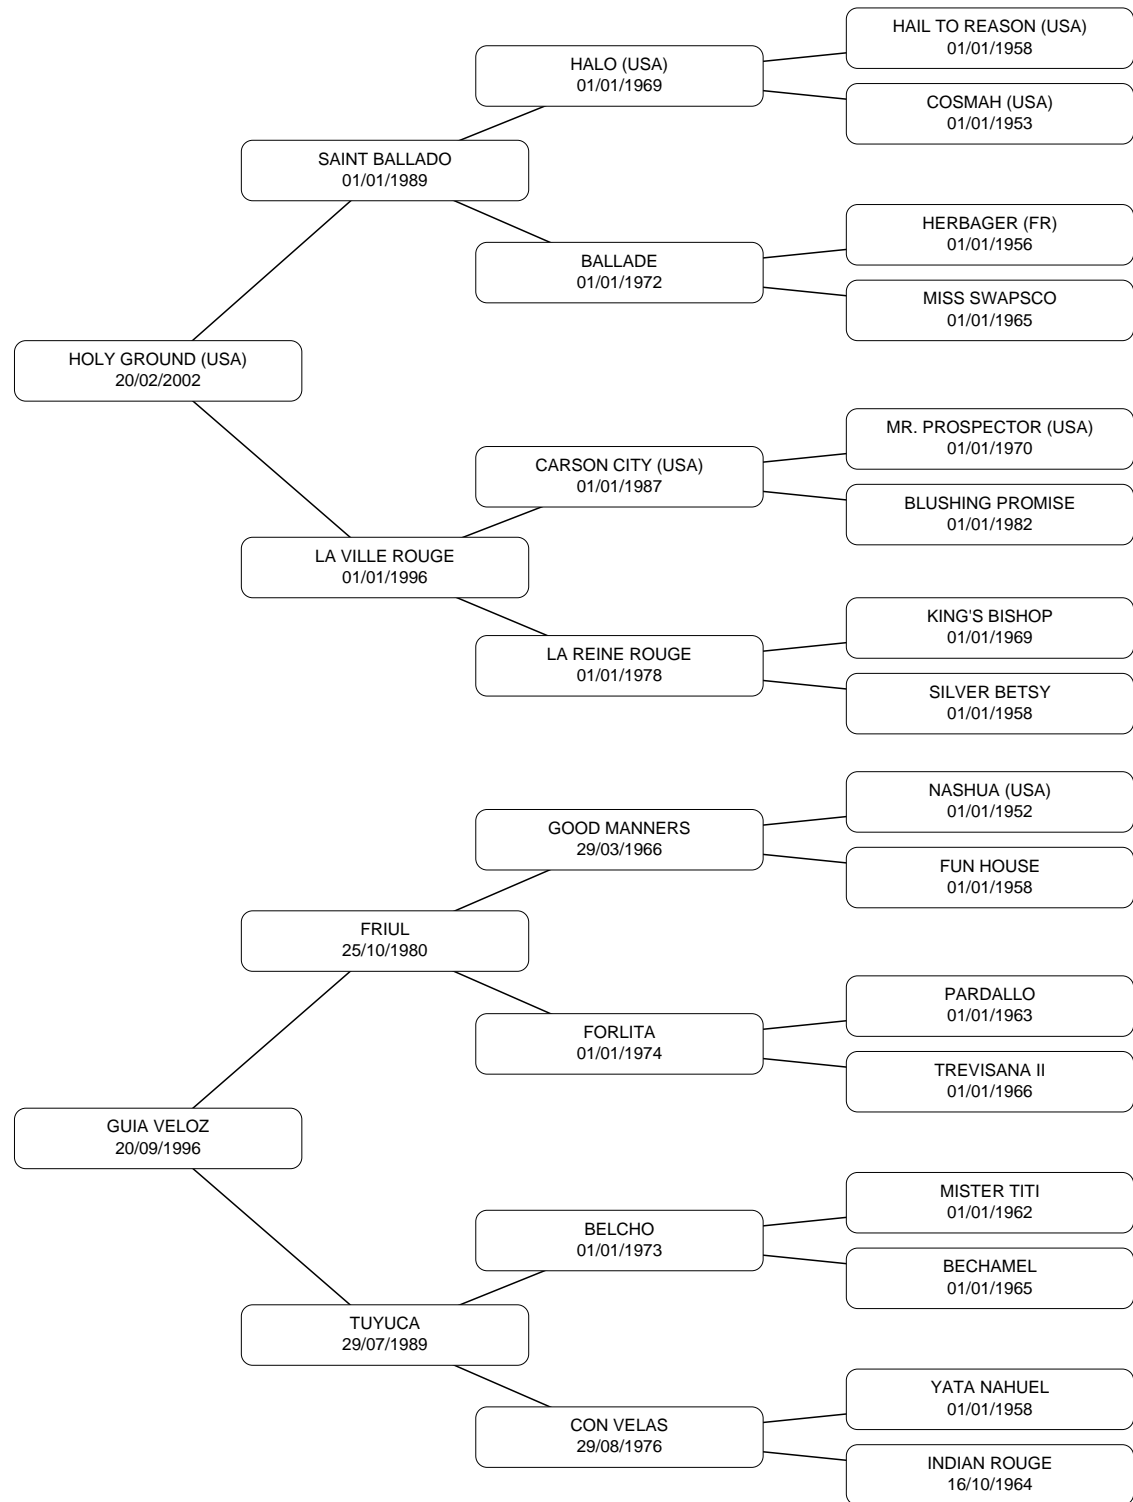 HAIL TO REASON (USA)
01/01/1958
HALO (USA)
01/01/1969
COSMAH (USA)
01/01/1953
SAINT BALLADO
01/01/1989
HERBAGER (FR)
01/01/1956
BALLADE
01/01/1972
MISS SWAPSCO
01/01/1965
HOLY GROUND (USA)
20/02/2002
MR. PROSPECTOR (USA)
01/01/1970
CARSON CITY (USA)
01/01/1987
BLUSHING PROMISE
01/01/1982
LA VILLE ROUGE
01/01/1996
KING'S BISHOP
01/01/1969
LA REINE ROUGE
01/01/1978
SILVER BETSY
01/01/1958
NASHUA (USA)
01/01/1952
GOOD MANNERS
29/03/1966
FUN HOUSE
01/01/1958
FRIUL
25/10/1980
PARDALLO
01/01/1963
FORLITA
01/01/1974
TREVISANA II
01/01/1966
GUIA VELOZ
20/09/1996
MISTER TITI
01/01/1962
BELCHO
01/01/1973
BECHAMEL
01/01/1965
TUYUCA
29/07/1989
YATA NAHUEL
01/01/1958
CON VELAS
29/08/1976
INDIAN ROUGE
16/10/1964